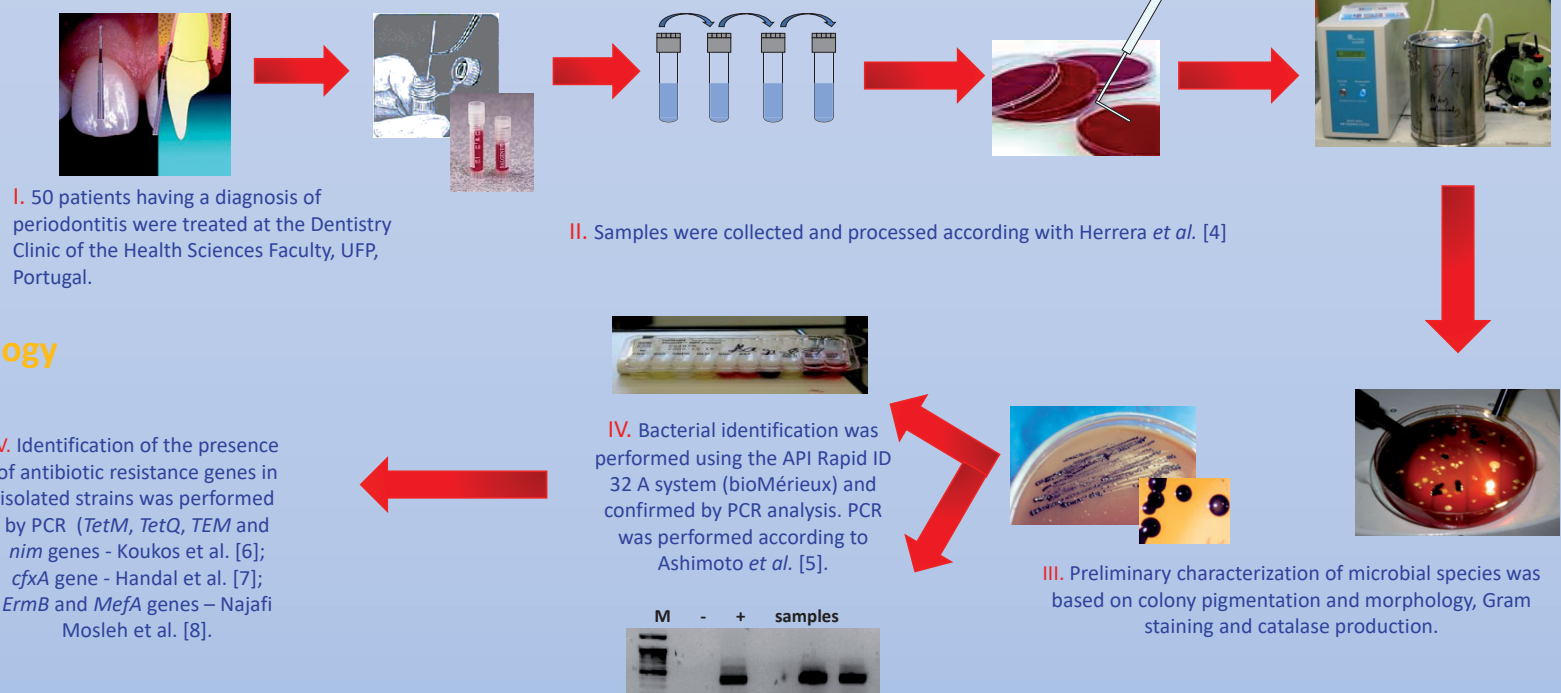 I. 50 patients having a diagnosis of
periodontitis were treated at the Dentistry
Clinic of the Health Sciences Faculty, UFP,
Portugal.
II. Samples were collected and processed according with Herrera et al. [4]
ogy
V. Identification of the presence
of antibiotic resistance genes in
isolated strains was performed
by PCR (TetM, TetQ, TEM and
nim genes - Koukos et al. [6];
cfxA gene - Handal et al. [7];
ErmB and MefA genes – Najafi
Mosleh et al. [8].
IV. Bacterial identification was
performed using the API Rapid ID
32 A system (bioMérieux) and
confirmed by PCR analysis. PCR
was performed according to
Ashimoto et al. [5].
III. Preliminary characterization of microbial species was
based on colony pigmentation and morphology, Gram
staining and catalase production.
M - + samples